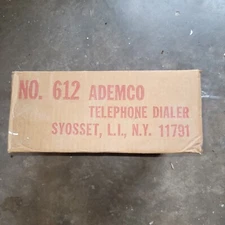 NO. 612 ADEMCO
TELEPHONE DIALER
SYOSSET, L.I., N.Y. 11791